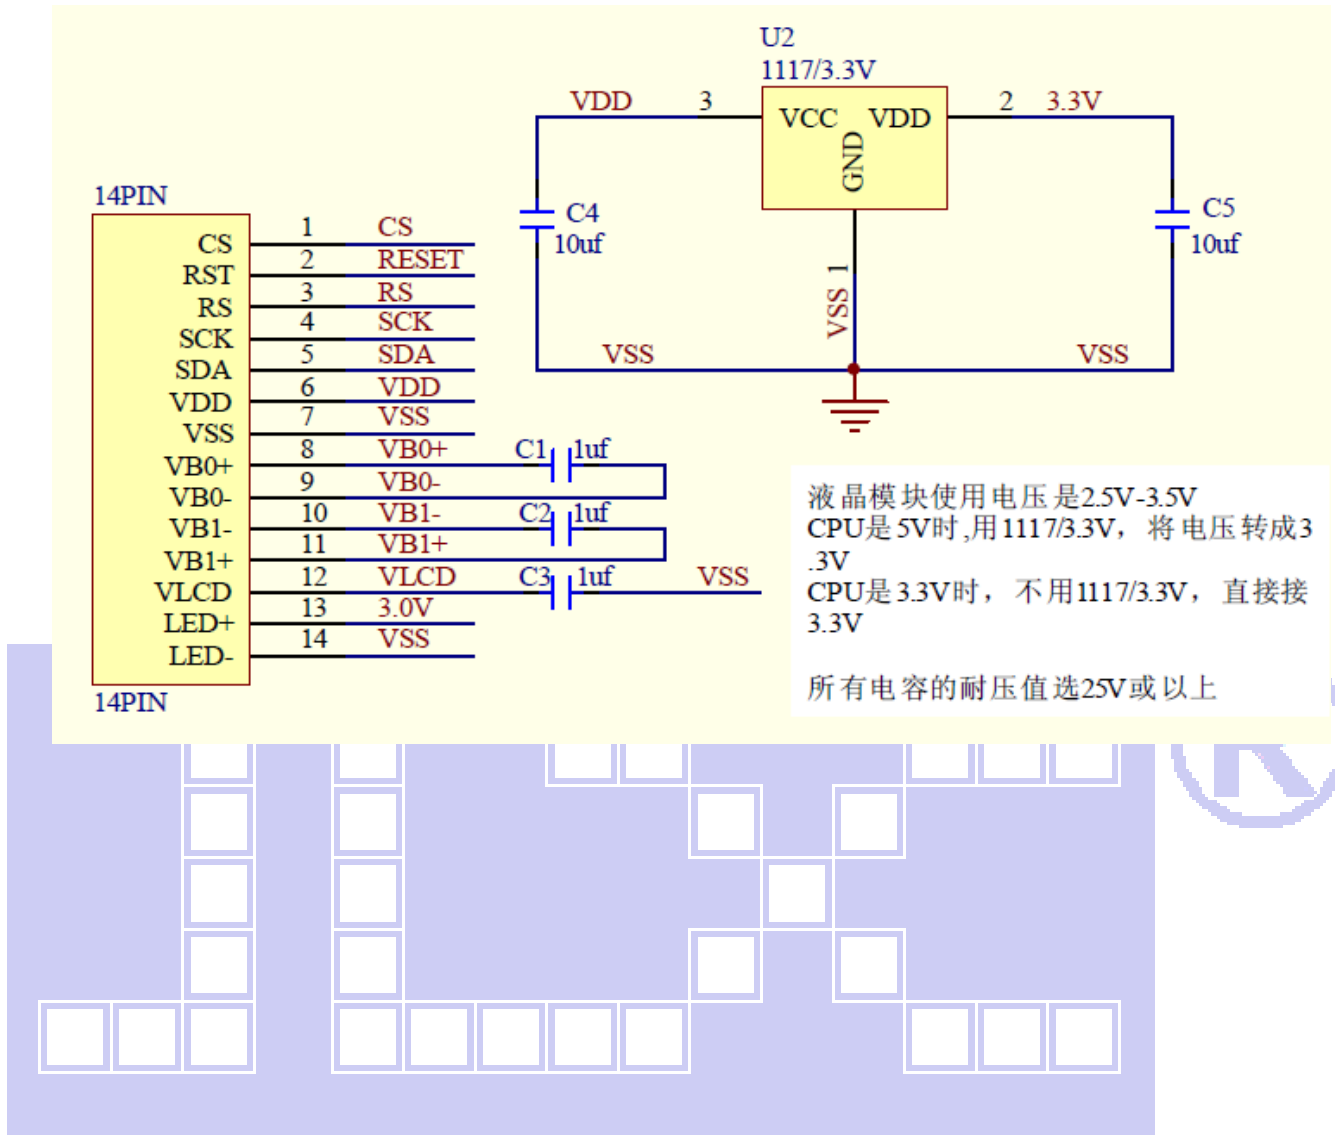 U2
1117/3.3V
VDD 3 VCC VDD 2 3.3V
GND
C4
10uf
C5
10uf
VSS 1
VSS VSS
14PIN
CS 1 CS
RST 2 RESET
RS 3 RS
SCK 4 SCK
SDA 5 SDA
VDD 6 VDD
VSS 7 VSS
VB0+ 8 VB0+ C1 1uf
VB0- 9 VB0-
VB1- 10 VB1- C2 1uf
VB1+ 11 VB1+
VLCD 12 VLCD C3 1uf VSS
LED+ 13 3.0V
LED- 14 VSS
14PIN
液晶模块使用电压是2.5V-3.5V
CPU是5V时,用1117/3.3V，将电压转成3
.3V
CPU是3.3V时，不用1117/3.3V，直接接
3.3V
所有电容的耐压值选25V或以上
R